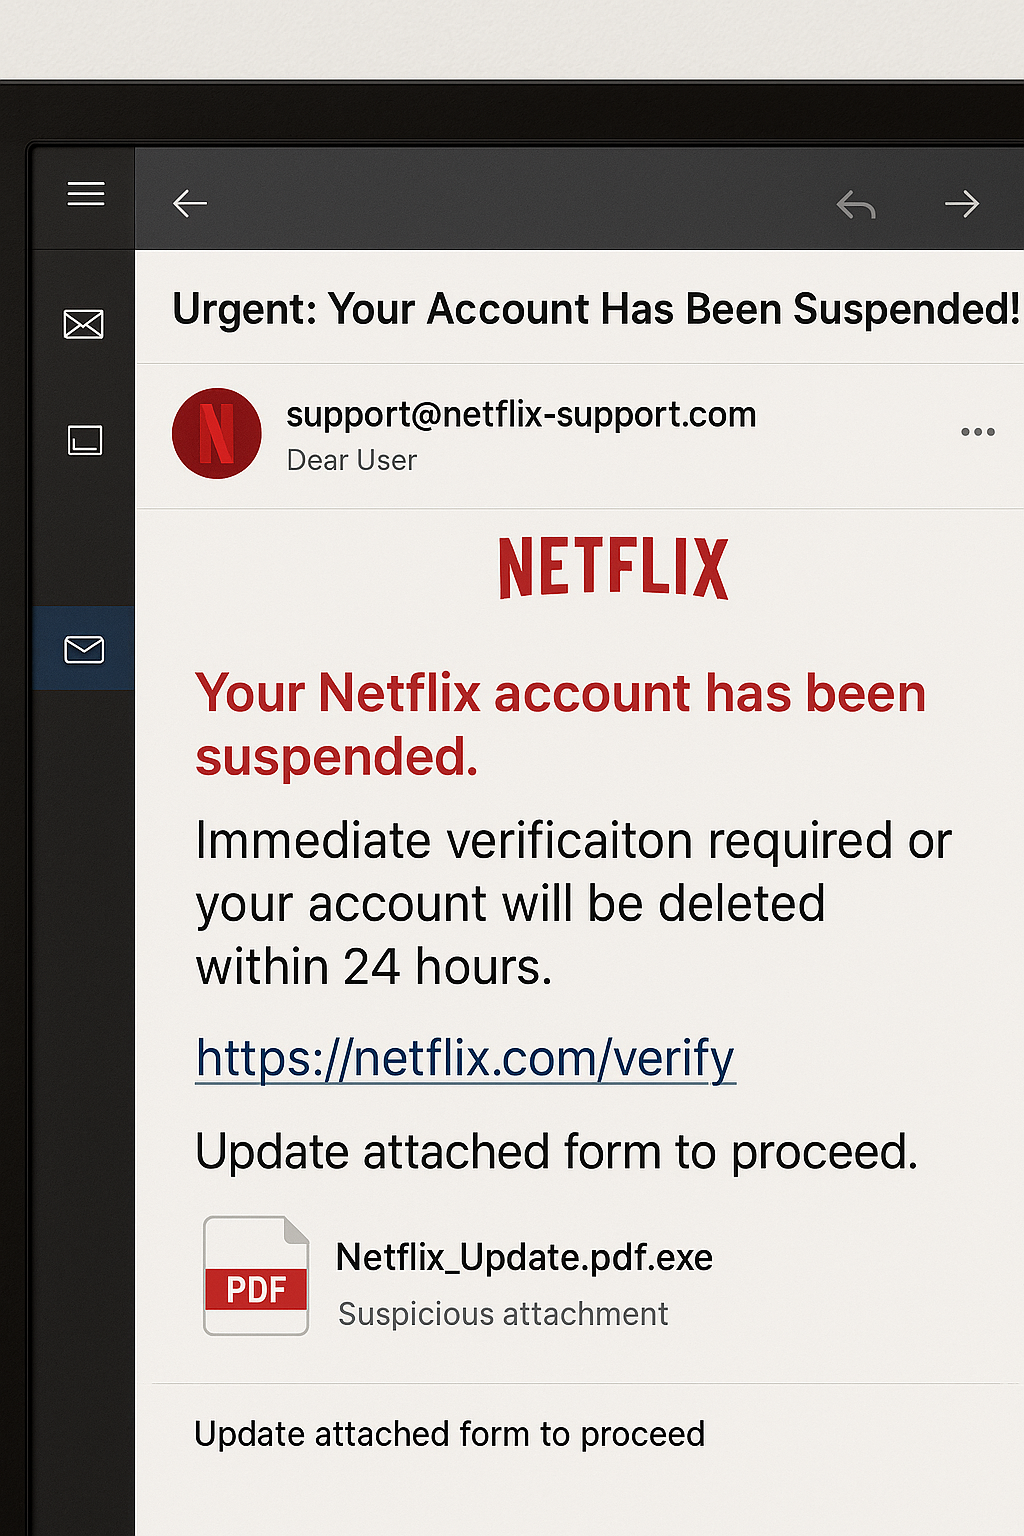 Urgent: Your Account Has Been Suspended!
support@netflix-support.com
Dear User
NETFLIX
Your Netflix account has been
suspended.
Immediate verificaiton required or
your account will be deleted
within 24 hours.
https://netflix.com/verify
Update attached form to proceed.
PDF
Netflix_Update.pdf.exe
Suspicious attachment
Update attached form to proceed